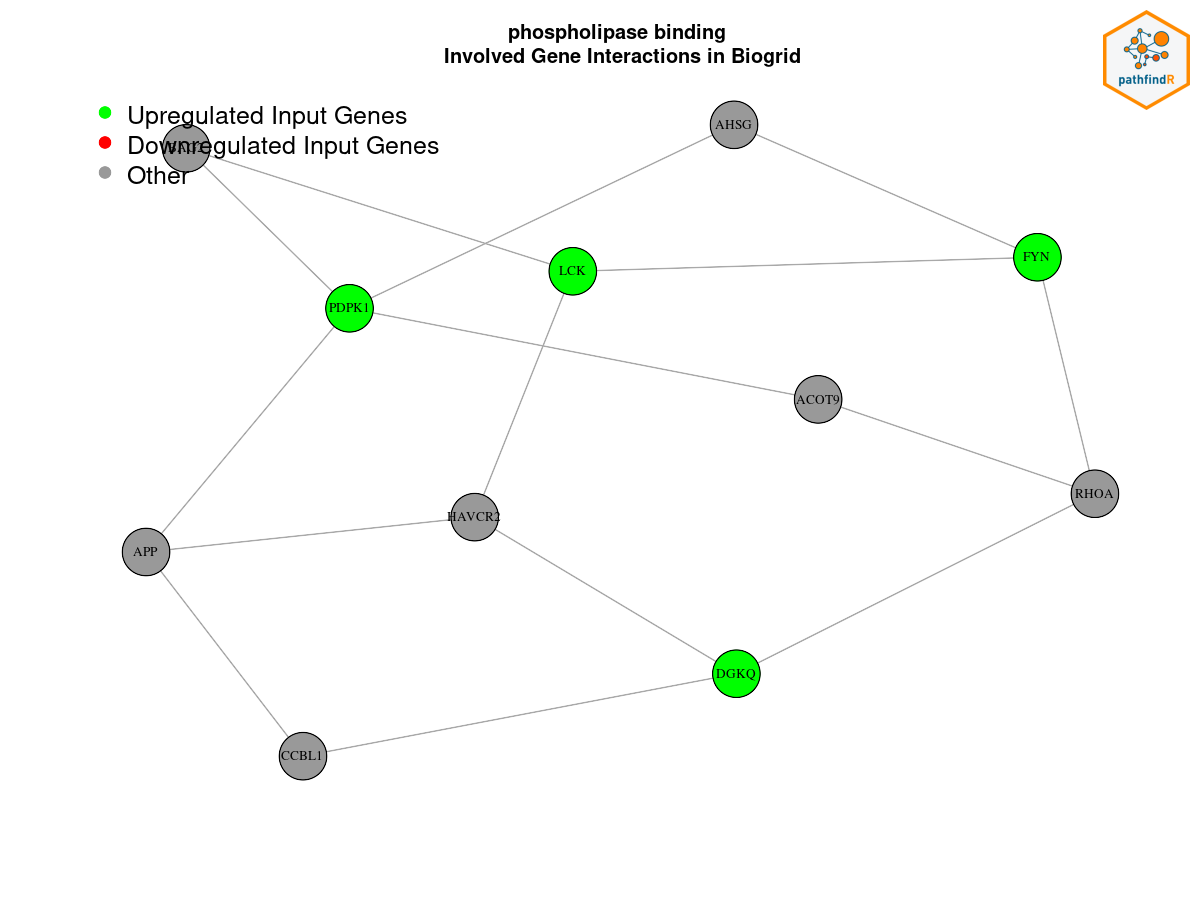 phospholipase binding
Involved Gene Interactions in Biogrid
pathfindR
Upregulated Input Genes
Downregulated Input Genes
Other
AHSG
LCK
FYN
PDPK1
ACOT9
RHOA
HAVCR2
APP
DGKQ
CCBL1